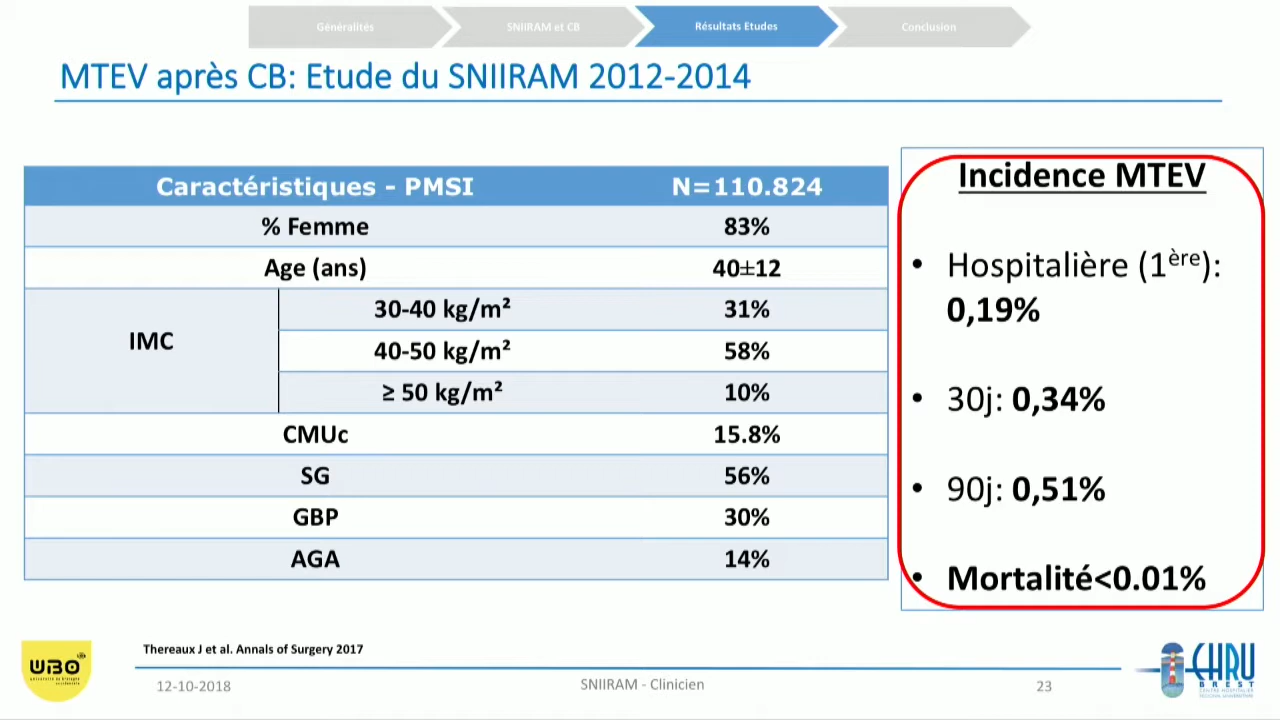 Généralités
SNIIRAM et CB
Résultats Etudes
Conclusion
MTEV après CB: Etude du SNIIRAM 2012-2014
Caractéristiques - PMSI N=110.824
% Femme 83%
Age (ans) 40±12
IMC
30-40 kg/m² 31%
40-50 kg/m² 58%
≥ 50 kg/m² 10%
CMUc 15.8%
SG 56%
GBP 30%
AGA 14%
Incidence MTEV
• Hospitalière (1ère):
0,19%
• 30j: 0,34%
• 90j: 0,51%
• Mortalité<0.01%
Thereaux J et al. Annals of Surgery 2017
UBO
12-10-2018
SNIIRAM - Clinicien
23
CHRU
BREST